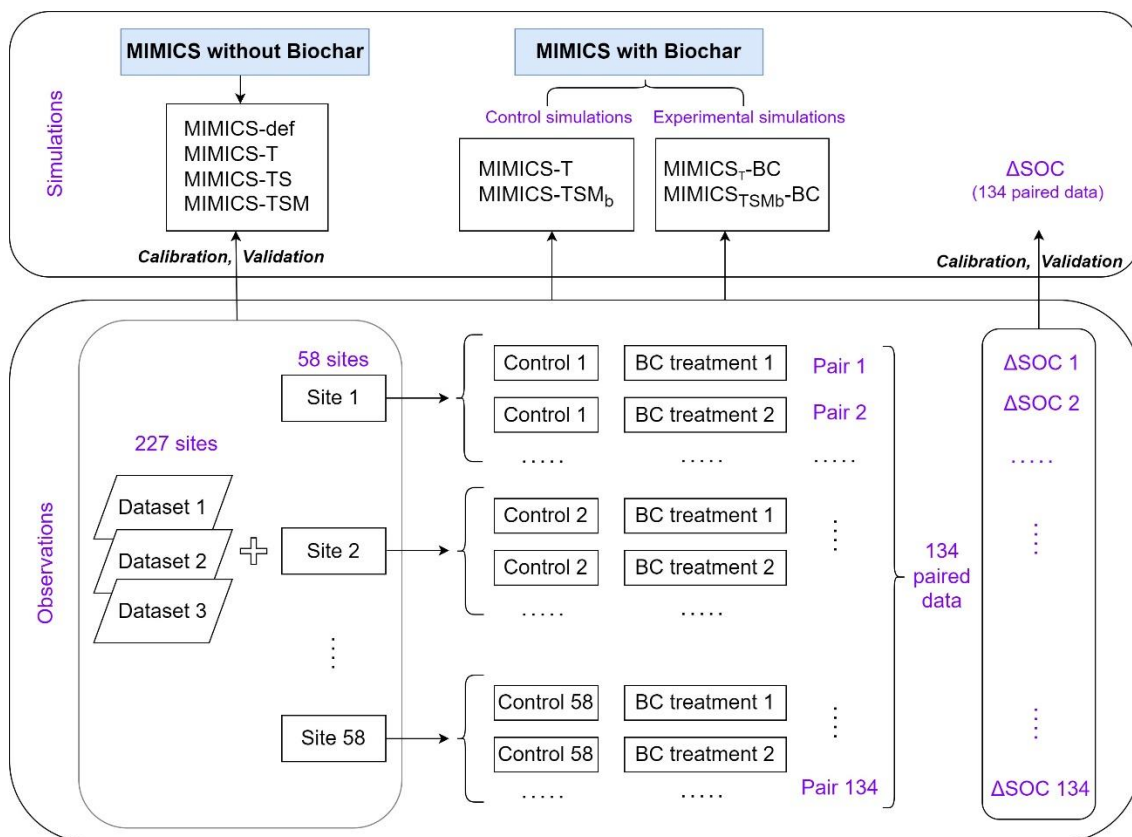 MIMICS without Biochar
MIMICS with Biochar
Simulations
Control simulations
Experimental simulations
MIMICS-def
MIMICS-T
MIMICS-TS
MIMICS-TSM
MIMICS-T
MIMICS-TSMb
MIMICST-BC
MIMICSTSMb-BC
ΔSOC
(134 paired data)
Calibration, Validation
Calibration, Validation
Observations
58 sites
227 sites
Site 1
Control 1
BC treatment 1
Pair 1
ΔSOC 1
Control 1
BC treatment 2
Pair 2
ΔSOC 2
.....
.....
.....
.....
Dataset 1
Dataset 2
Dataset 3
Site 2
Control 2
BC treatment 1
Control 2
BC treatment 2
.....
.....
134
paired
data
Site 58
Control 58
BC treatment 1
Control 58
BC treatment 2
.....
.....
Pair 134
ΔSOC 134